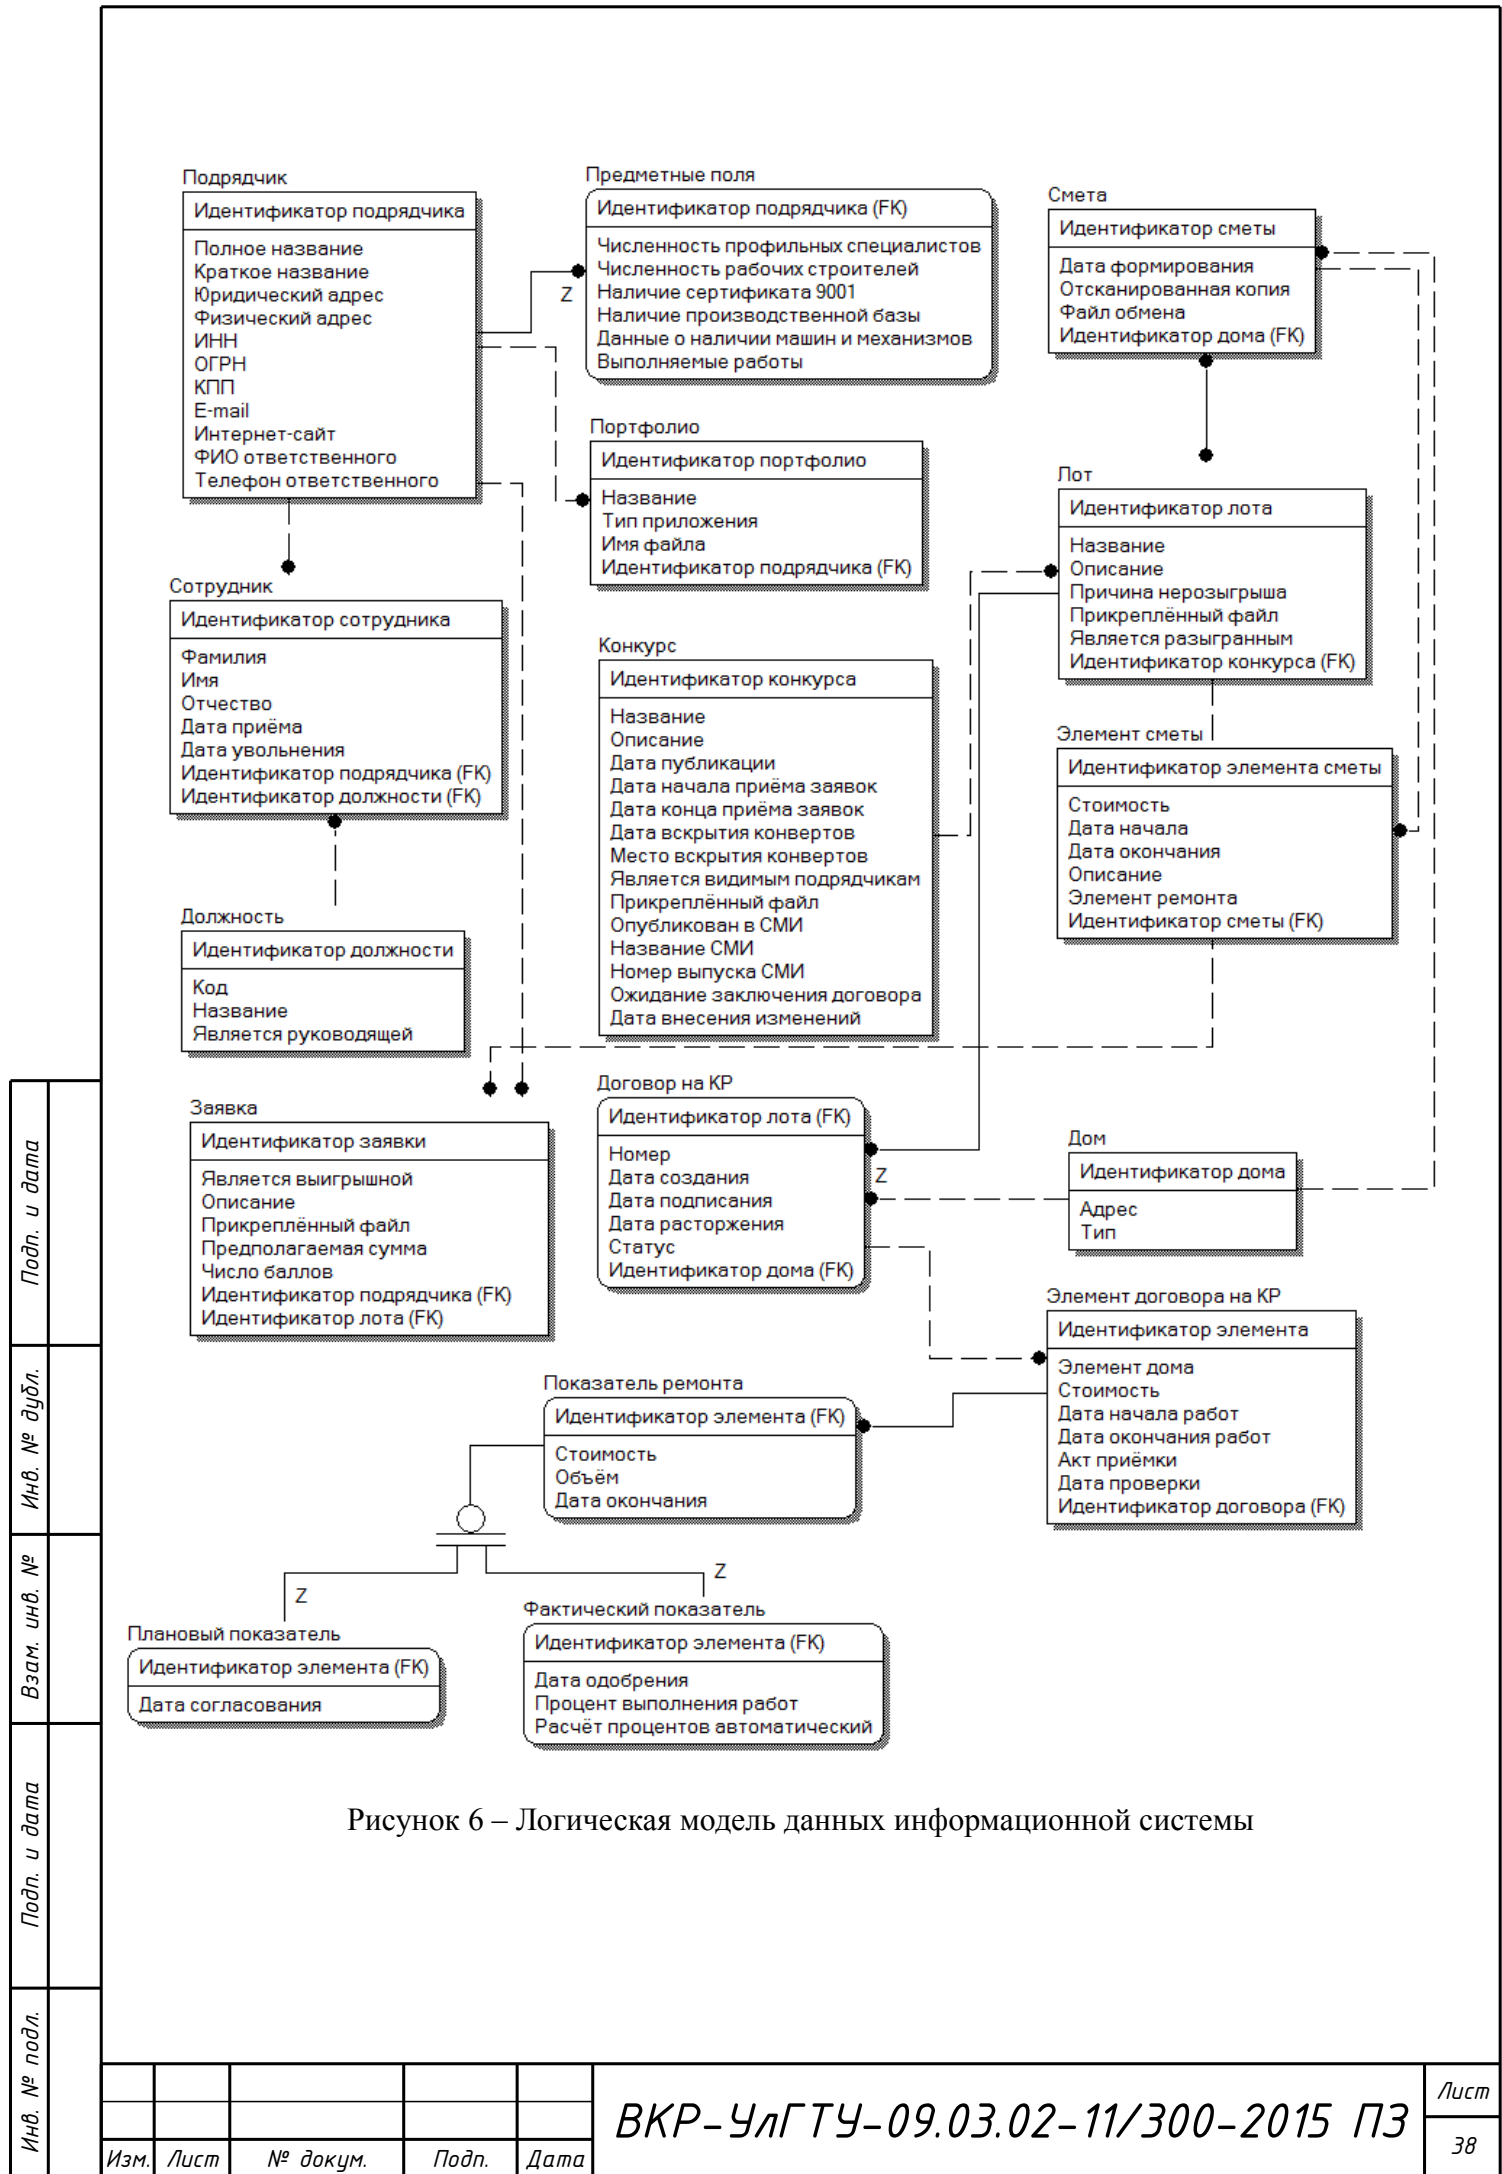 Подрядчик
Идентификатор подрядчика
Полное название
Краткое название
Юридический адрес
Физический адрес
ИНН
ОГРН
КПП
E-mail
Интернет-сайт
ФИО ответственного
Телефон ответственного
Предметные поля
Идентификатор подрядчика (FK)
Численность профильных специалистов
Численность рабочих строителей
Наличие сертификата 9001
Наличие производственной базы
Данные о наличии машин и механизмов
Выполняемые работы
Z
Смета
Идентификатор сметы
Дата формирования
Отсканированная копия
Файл обмена
Идентификатор дома (FK)
Портфолио
Идентификатор портфолио
Название
Тип приложения
Имя файла
Идентификатор подрядчика (FK)
Лот
Идентификатор лота
Название
Описание
Причина нерозыгрыша
Прикреплённый файл
Является разыгранным
Идентификатор конкурса (FK)
Сотрудник
Идентификатор сотрудника
Фамилия
Имя
Отчество
Дата приёма
Дата увольнения
Идентификатор подрядчика (FK)
Идентификатор должности (FK)
Конкурс
Идентификатор конкурса
Название
Описание
Дата публикации
Дата начала приёма заявок
Дата конца приёма заявок
Дата вскрытия конвертов
Место вскрытия конвертов
Является видимым подрядчикам
Прикреплённый файл
Опубликован в СМИ
Название СМИ
Номер выпуска СМИ
Ожидание заключения договора
Дата внесения изменений
Элемент сметы
Идентификатор элемента сметы
Стоимость
Дата начала
Дата окончания
Описание
Элемент ремонта
Идентификатор сметы (FK)
Должность
Идентификатор должности
Код
Название
Является руководящей
Заявка
Идентификатор заявки
Является выигрышной
Описание
Прикреплённый файл
Предполагаемая сумма
Число баллов
Идентификатор подрядчика (FK)
Идентификатор лота (FK)
Договор на КР
Идентификатор лота (FK)
Номер
Дата создания
Дата подписания
Дата расторжения
Статус
Идентификатор дома (FK)
Z
Дом
Идентификатор дома
Адрес
Тип
Элемент договора на КР
Идентификатор элемента
Элемент дома
Стоимость
Дата начала работ
Дата окончания работ
Акт приёмки
Дата проверки
Идентификатор договора (FK)
Показатель ремонта
Идентификатор элемента (FK)
Стоимость
Объём
Дата окончания
Z
Z
Плановый показатель
Идентификатор элемента (FK)
Дата согласования
Фактический показатель
Идентификатор элемента (FK)
Дата одобрения
Процент выполнения работ
Расчёт процентов автоматический
Рисунок 6 – Логическая модель данных информационной системы
Подп. и дата
Инв. № дубл.
Взам. инв. №
Подп. и дата
Инв. № подл.
Изм. Лист № докум. Подп. Дата
ВКР-УлГТУ-09.03.02-11/300-2015 ПЗ
Лист
38